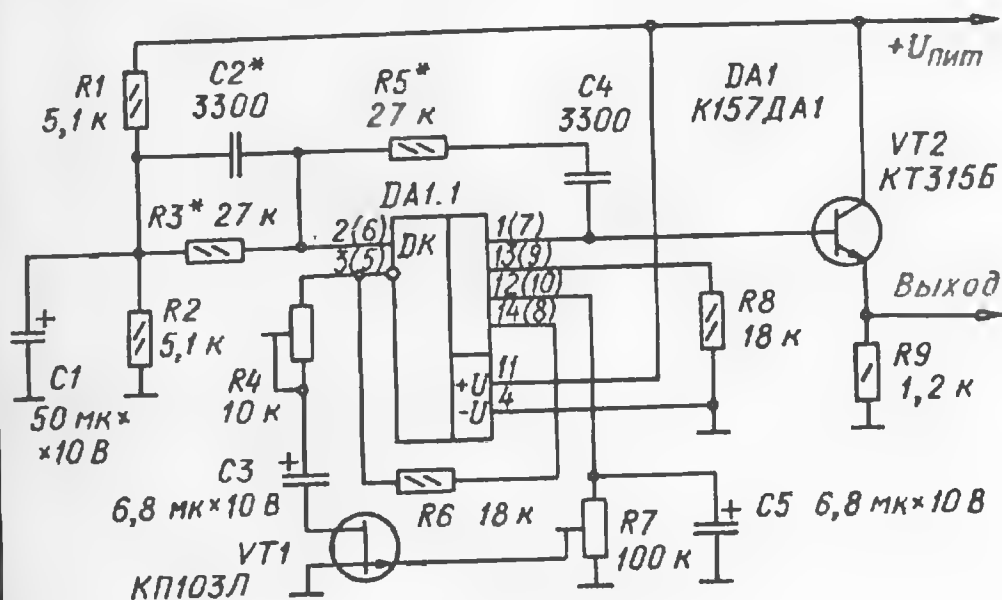 R1
5,1 к
C2*
3300
R5*
27 к
C4
3300
DA1
К157ДА1
+Uпит
VT2
КТ315Б
R3* 27 к
DA1.1
2(6)
3(5)
DK
1(7)
13(9)
12(10)
14(8)
11
4
+U
-U
R2
5,1 к
C1
50 мк×
×10 В
R4
10 к
C3
6,8 мк×10 В
R6 18 к
VT1
КП103Л
R7
100 к
C5 6,8 мк×10 В
R8
18 к
Выход
R9
1,2 к